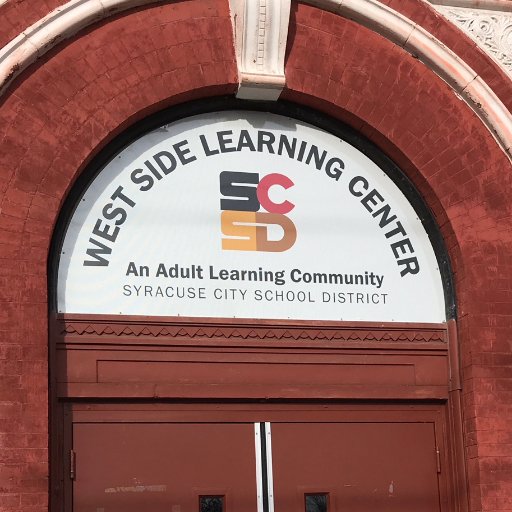 WEST SIDE LEARNING CENTER
SC
SD
An Adult Learning Community
SYRACUSE CITY SCHOOL DISTRICT